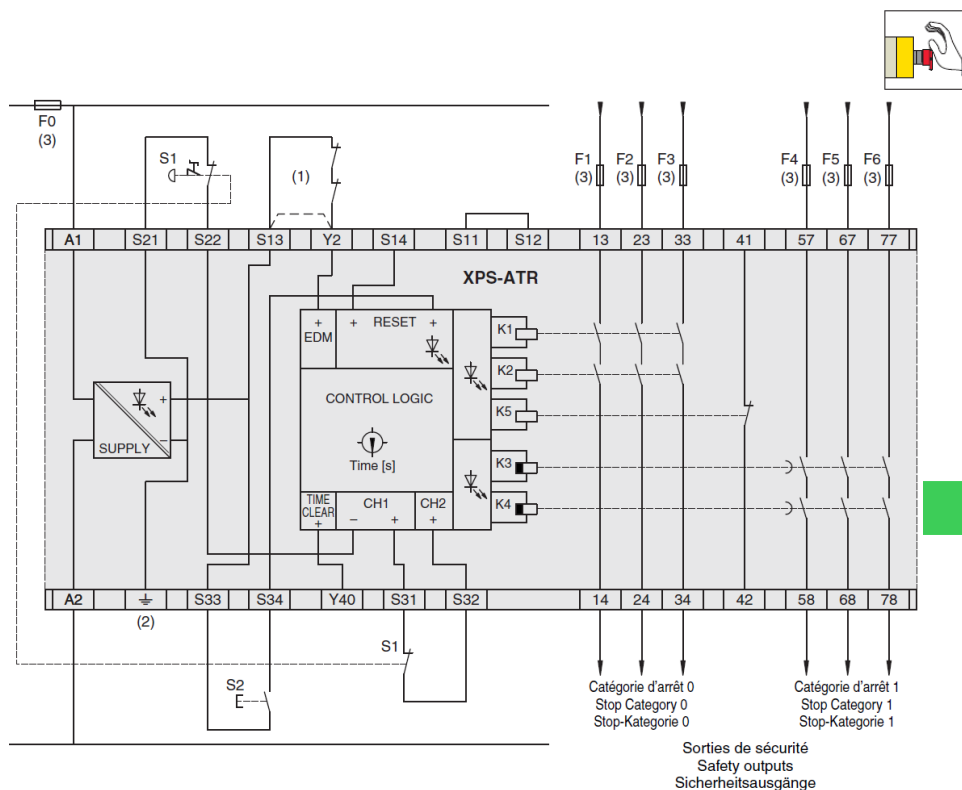 F0
(3)
S1
(1)
F1
(3)
F2
(3)
F3
(3)
F4
(3)
F5
(3)
F6
(3)
A1 S21 S22 S13 Y2 S14 S11 S12 13 23 33 41 57 67 77
XPS-ATR
+ + RESET +
EDM
K1
K2
CONTROL LOGIC
K5
+
−
SUPPLY
Time [s]
K3
TIME
CLEAR
+
CH1
− +
CH2
+
K4
A2 S33 S34 Y40 S31 S32 14 24 34 42 58 68 78
(2)
S1
S2
Catégorie d'arrêt 0
Stop Category 0
Stop-Kategorie 0
Catégorie d'arrêt 1
Stop Category 1
Stop-Kategorie 1
Sorties de sécurité
Safety outputs
Sicherheitsausgänge